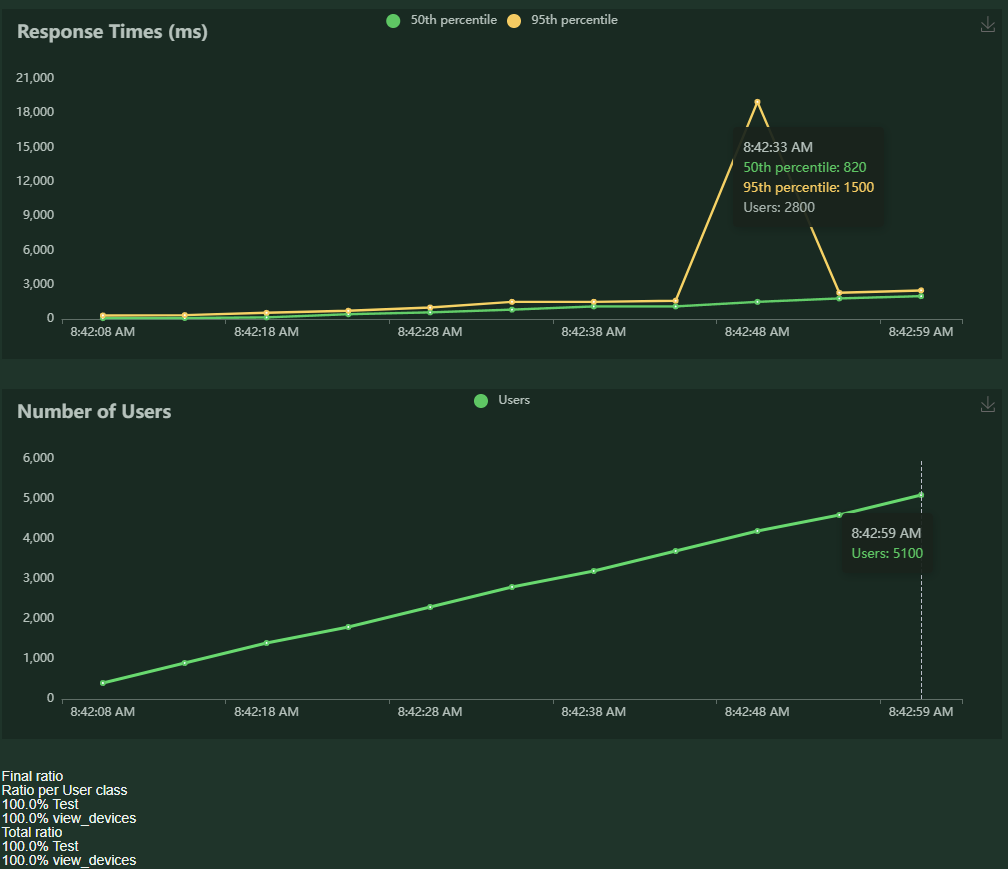 Response Times (ms)
50th percentile
95th percentile
21,000
18,000
15,000
12,000
9,000
6,000
3,000
0
8:42:33 AM
50th percentile: 820
95th percentile: 1500
Users: 2800
8:42:08 AM
8:42:18 AM
8:42:28 AM
8:42:38 AM
8:42:48 AM
8:42:59 AM
Number of Users
Users
6,000
5,000
4,000
3,000
2,000
1,000
0
8:42:59 AM
Users: 5100
8:42:08 AM
8:42:18 AM
8:42:28 AM
8:42:38 AM
8:42:48 AM
8:42:59 AM
Final ratio
Ratio per User class
100.0% Test
100.0% view_devices
Total ratio
100.0% Test
100.0% view_devices